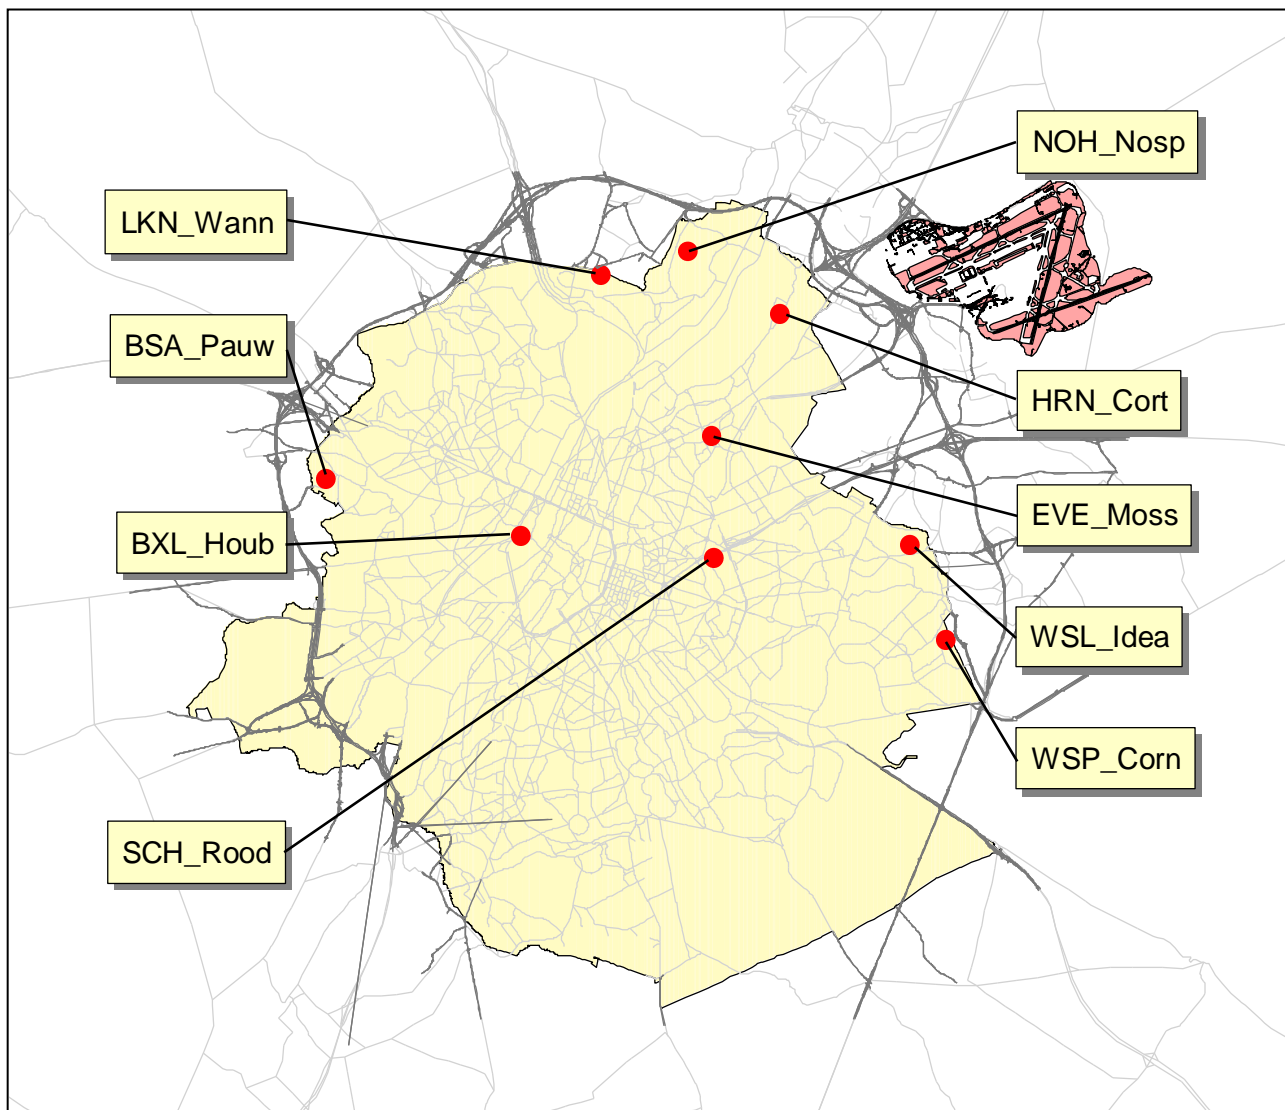 NOH_Nosp
LKN_Wann
BSA_Pauw
HRN_Cort
EVE_Moss
BXL_Houb
WSL_Idea
WSP_Corn
SCH_Rood